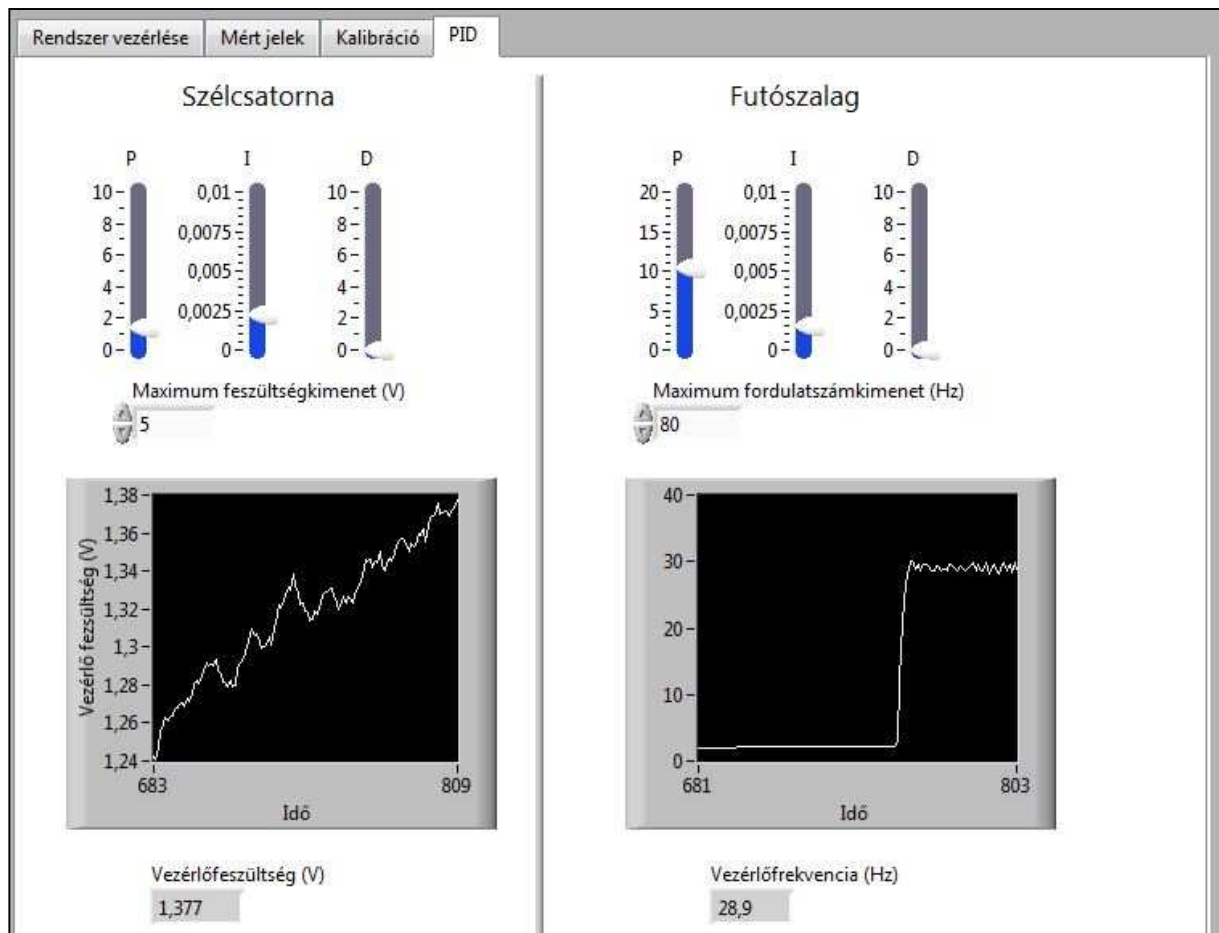 Rendszer vezérlése Mért jelek Kalibráció PID
Szélcsatorna
P I D
10 0,01 10
8 0,0075 8
6 6
0,005
4 4
2 0,0025 2
0 0 0
Maximum feszültségkimenet (V)
5
Vezérlő fezsültség (V)
1,38
1,36
1,34
1,32
1,3
1,28
1,26
1,24
683 809
Idő
Vezérlőfeszültség (V)
1,377
Futószalag
P I D
20 0,01 10
15 0,0075 8
6
10 0,005
4
5 0,0025 2
0 0 0
Maximum fordulatszámkimenet (Hz)
80
40
30
20
10
0
681 803
Idő
Vezérlőfrekvencia (Hz)
28,9